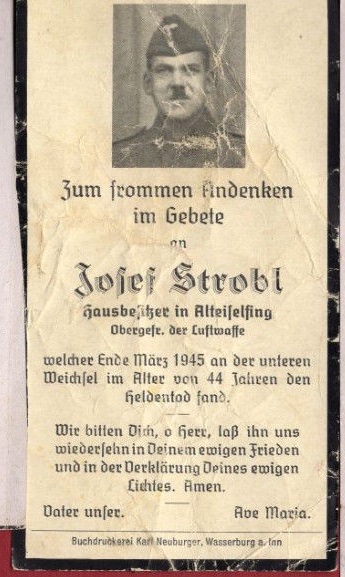 Zum frommen Andenken
im Gebete
an
Josef Strobl
Hausbesitzer in Alteiselfing
Obergefr. der Luftwaffe
welcher Ende März 1945 an der unteren
Weichsel im Alter von 44 Jahren den
Heldentod fand.
Wir bitten Dich, o Herr, laß ihn uns
wiedersehn in Deinem ewigen Frieden
und in der Verklärung Deines ewigen
Lichtes. Amen.
Vater unser. Ave Maria.
Buchdruckerei Karl Neuburger, Wasserburg a. Inn